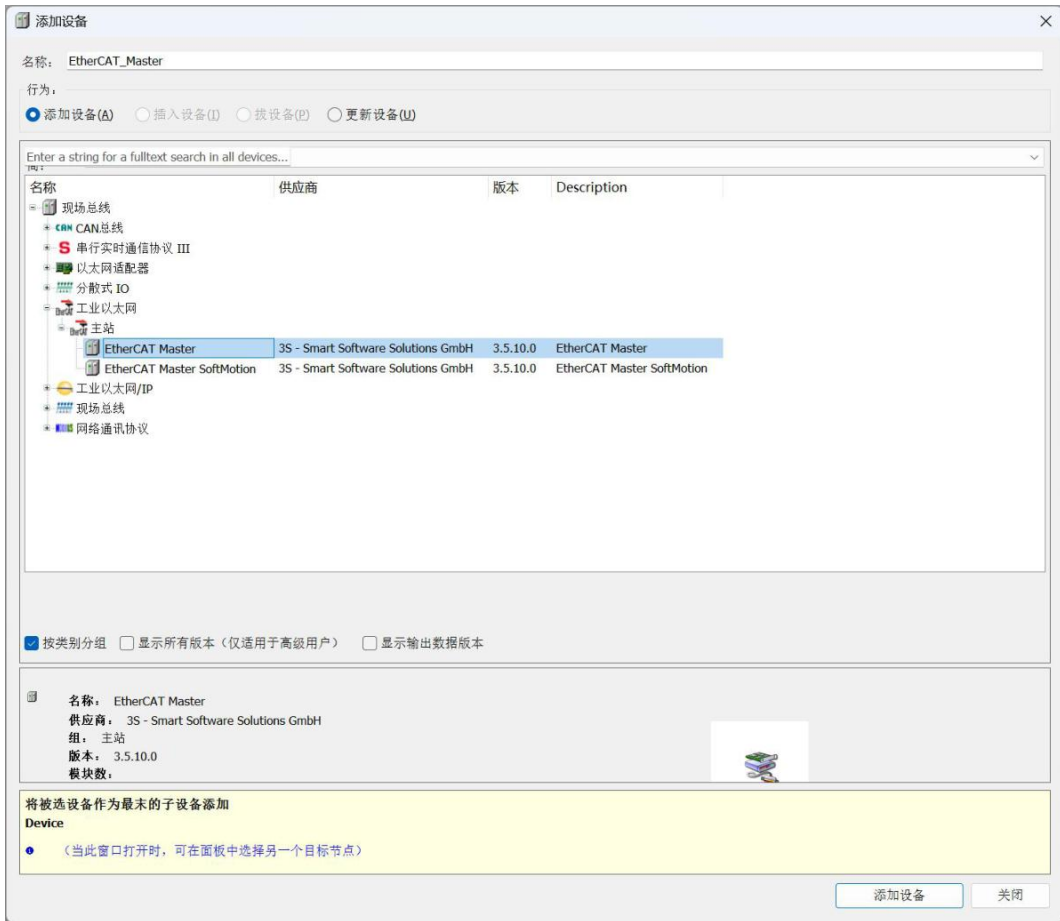 添加设备
名称: EtherCAT_Master
行为:
添加设备(A) 插入设备(I) 拔设备(P) 更新设备(U)
Enter a string for a fulltext search in all devices...
名称 供应商 版本 Description
现场总线
CAN CAN总线
S 串行实时通信协议 III
以太网适配器
分散式 IO
工业以太网
主站
EtherCAT Master 3S - Smart Software Solutions GmbH 3.5.10.0 EtherCAT Master
EtherCAT Master SoftMotion 3S - Smart Software Solutions GmbH 3.5.10.0 EtherCAT Master SoftMotion
工业以太网/IP
现场总线
网络通讯协议
按类别分组 显示所有版本（仅适用于高级用户） 显示输出数据版本
名称: EtherCAT Master
供应商: 3S - Smart Software Solutions GmbH
组: 主站
版本: 3.5.10.0
模块数:
将被选设备作为最末的子设备添加
Device
（当此窗口打开时，可在面板中选择另一个目标节点）
添加设备 关闭